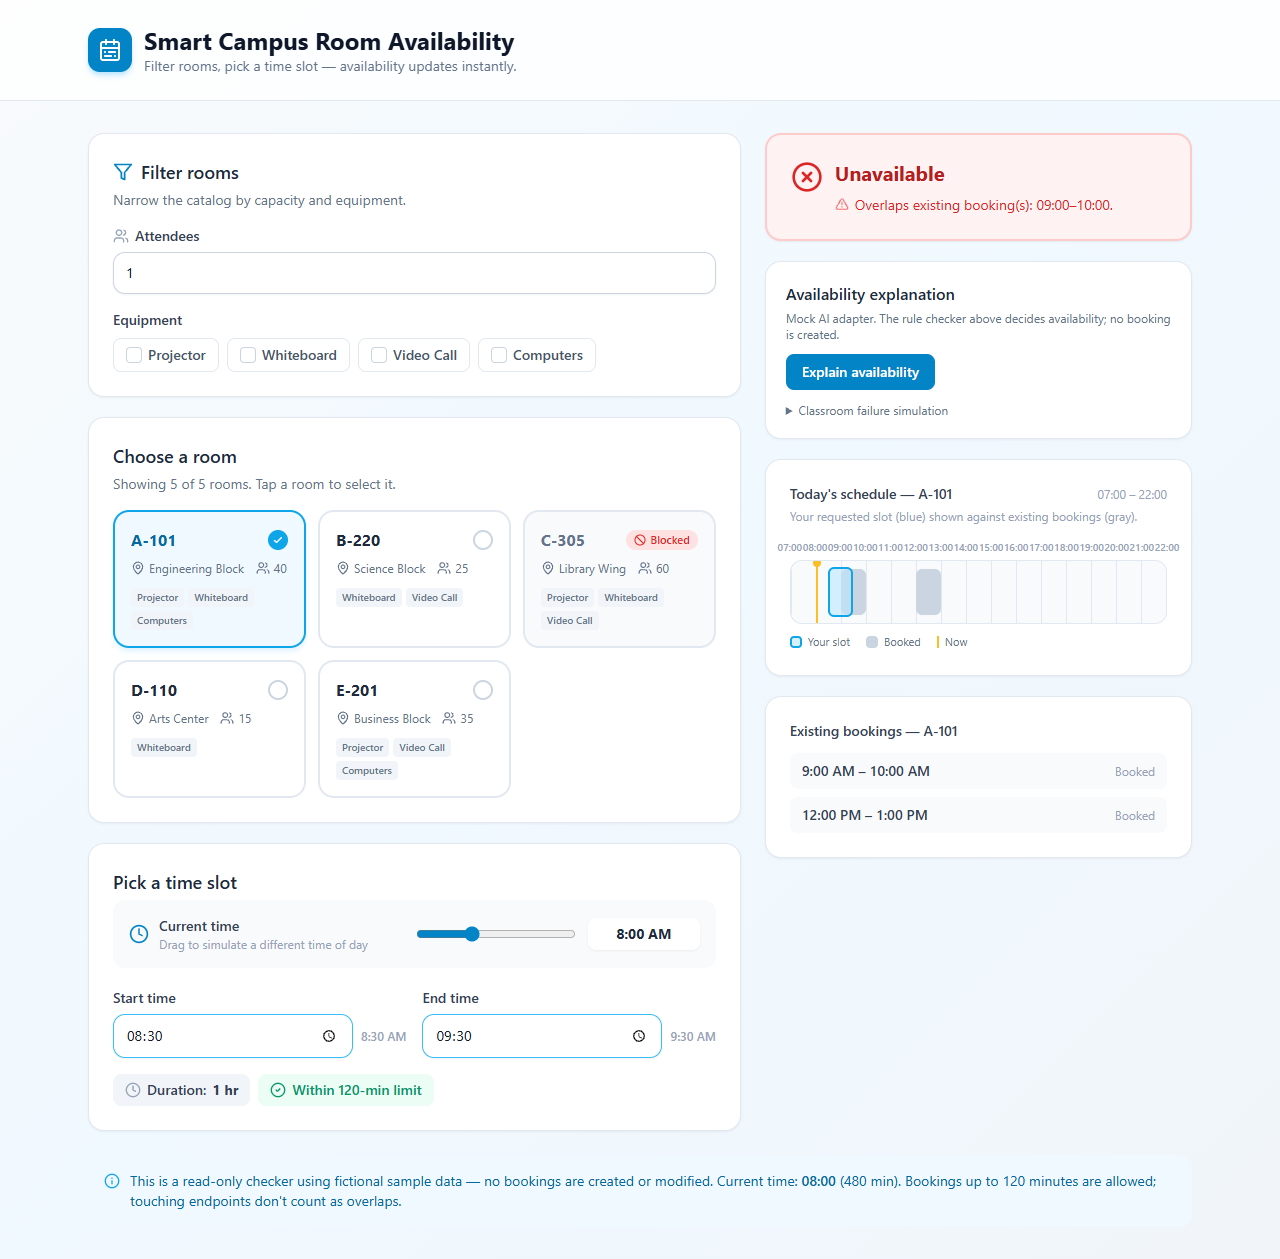 Smart Campus Room Availability
Filter rooms, pick a time slot — availability updates instantly.
Filter rooms
Narrow the catalog by capacity and equipment.
Attendees
1
Equipment
Projector
Whiteboard
Video Call
Computers
Choose a room
Showing 5 of 5 rooms. Tap a room to select it.
A-101
Engineering Block 40
Projector Whiteboard
Computers
B-220
Science Block 25
Whiteboard Video Call
C-305 Blocked
Library Wing 60
Projector Whiteboard
Video Call
D-110
Arts Center 15
Whiteboard
E-201
Business Block 35
Projector Video Call
Computers
Pick a time slot
Current time
Drag to simulate a different time of day
8:00 AM
Start time
08:30
8:30 AM
End time
09:30
9:30 AM
Duration: 1 hr
Within 120-min limit
Unavailable
Overlaps existing booking(s): 09:00–10:00.
Availability explanation
Mock AI adapter. The rule checker above decides availability; no booking
is created.
Explain availability
Classroom failure simulation
Today's schedule — A-101 07:00 – 22:00
Your requested slot (blue) shown against existing bookings (gray).
07:00 08:00 09:00 10:00 11:00 12:00 13:00 14:00 15:00 16:00 17:00 18:00 19:00 20:00 21:00 22:00
Your slot Booked Now
Existing bookings — A-101
9:00 AM – 10:00 AM Booked
12:00 PM – 1:00 PM Booked
This is a read-only checker using fictional sample data — no bookings are created or modified. Current time: 08:00 (480 min). Bookings up to 120 minutes are allowed;
touching endpoints don't count as overlaps.